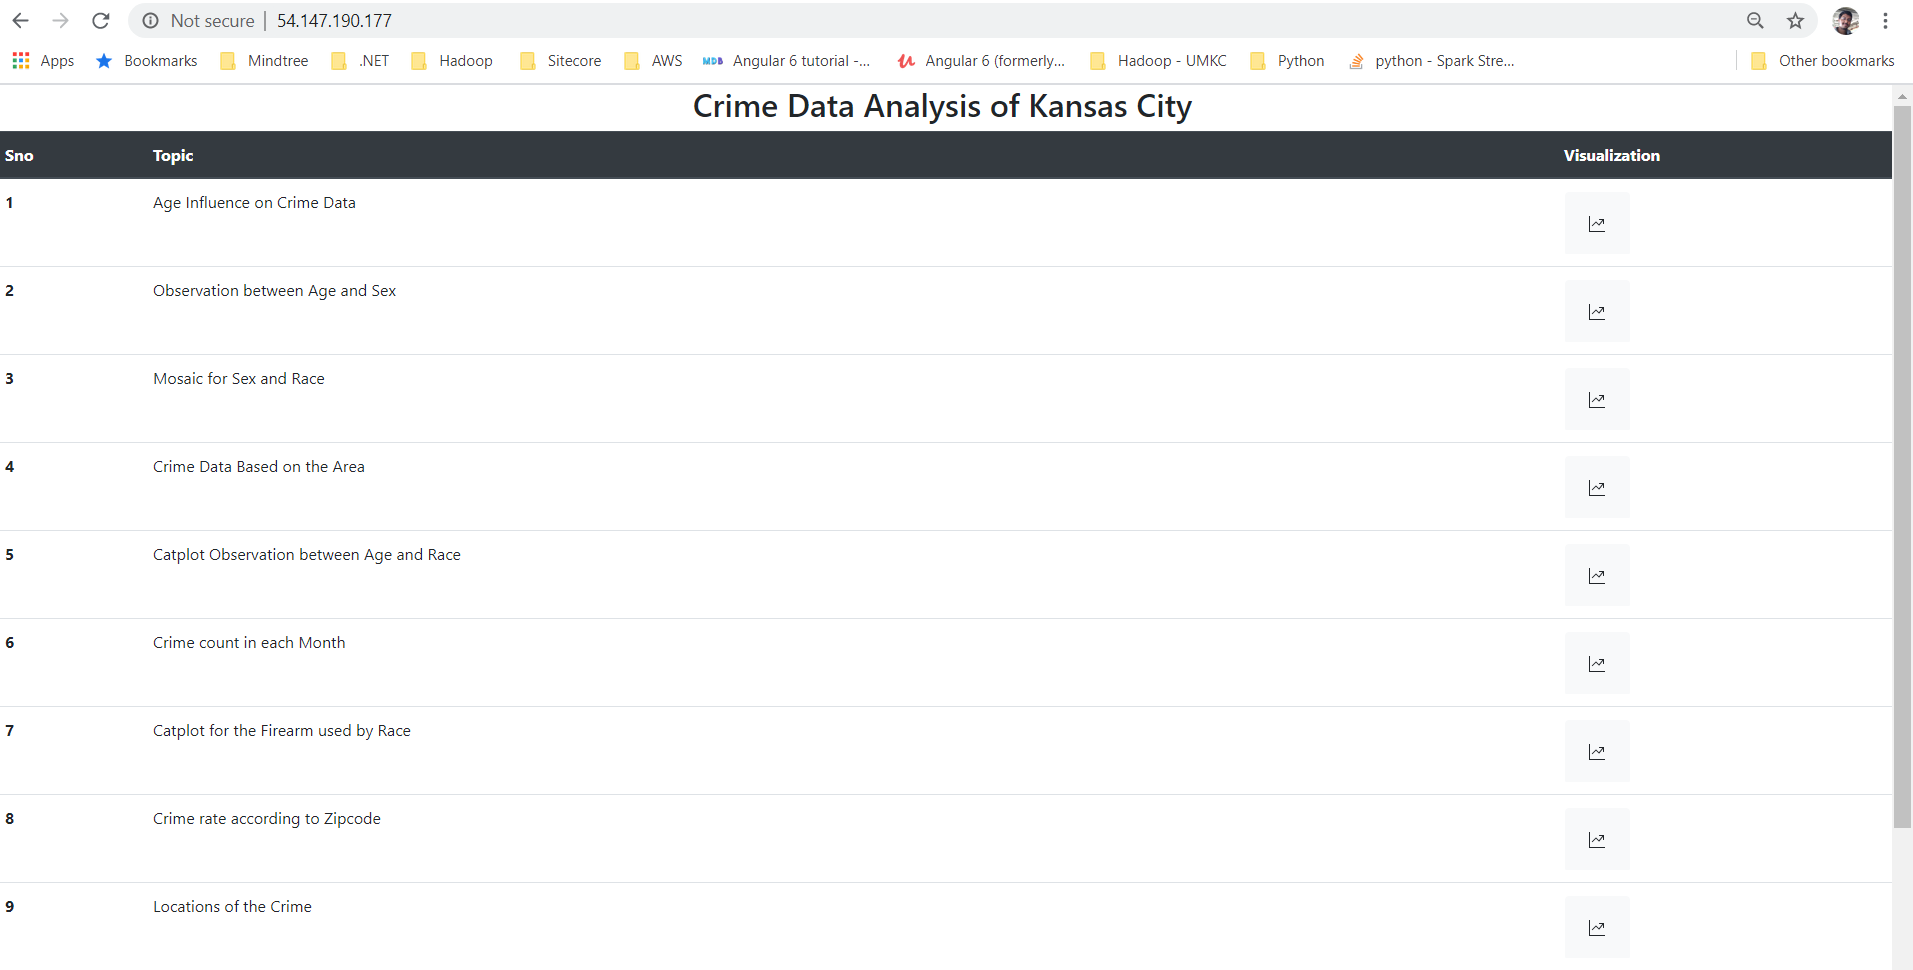 Not secure | 54.147.190.177
Apps Bookmarks Mindtree .NET Hadoop Sitecore AWS MDB Angular 6 tutorial -... Angular 6 (formerly... Hadoop - UMKC Python python - Spark Stre... Other bookmarks
Crime Data Analysis of Kansas City
Sno Topic Visualization
1 Age Influence on Crime Data
2 Observation between Age and Sex
3 Mosaic for Sex and Race
4 Crime Data Based on the Area
5 Catplot Observation between Age and Race
6 Crime count in each Month
7 Catplot for the Firearm used by Race
8 Crime rate according to Zipcode
9 Locations of the Crime